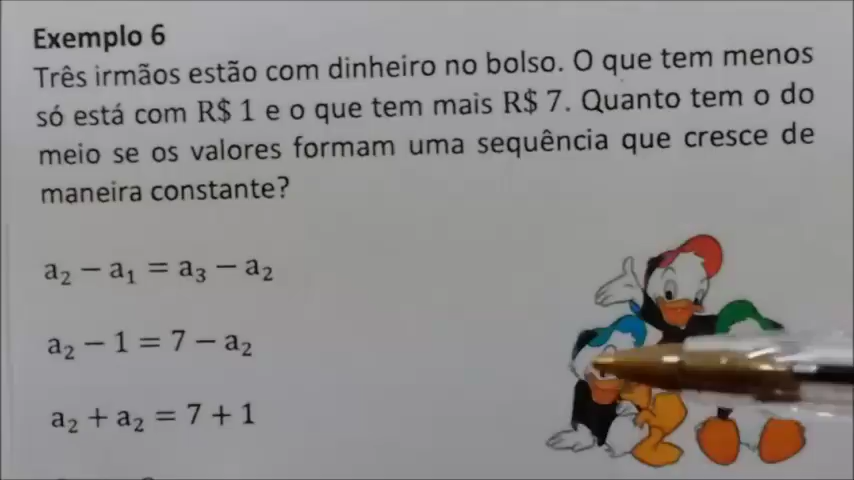 Exemplo 6
Três irmãos estão com dinheiro no bolso. O que tem menos
só está com R$ 1 e o que tem mais R$ 7. Quanto tem o do
meio se os valores formam uma sequência que cresce de
maneira constante?
a₂ − a₁ = a₃ − a₂
a₂ − 1 = 7 − a₂
a₂ + a₂ = 7 + 1